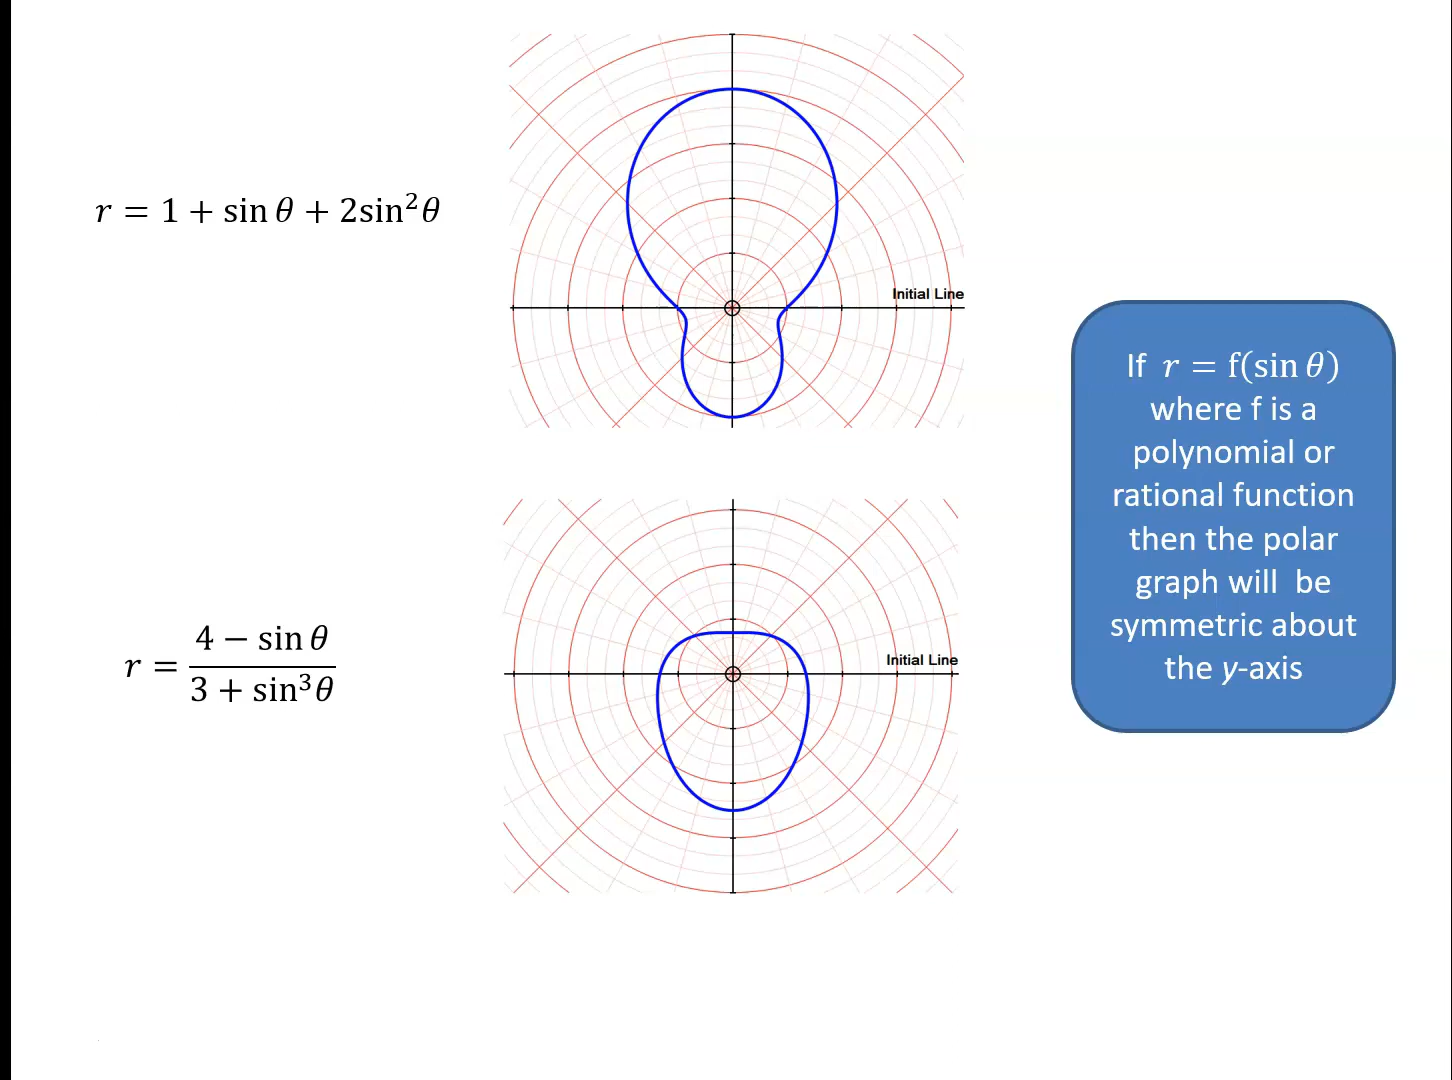 r = 1 + sin θ + 2sin²θ
Initial Line
r = (4 − sin θ)/(3 + sin³θ)
Initial Line
If r = f(sin θ)
where f is a
polynomial or
rational function
then the polar
graph will be
symmetric about
the y-axis